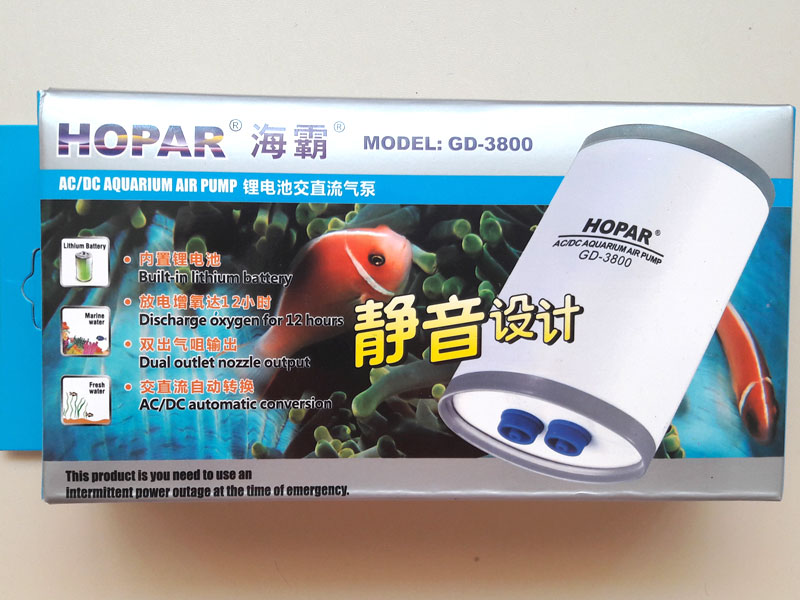 HOPAR® 海霸® MODEL: GD-3800
AC/DC AQUARIUM AIR PUMP 锂电池交直流气泵
Lithium Battery
• 内置锂电池
Built-in lithium battery
Marine
water
• 放电增氧达12小时
Discharge oxygen for 12 hours
• 双出气咀输出
Dual outlet nozzle output
Fresh
water
• 交直流自动转换
AC/DC automatic conversion
静音设计
HOPAR®
AC/DC AQUARIUM AIR PUMP
GD-3800
This product is you need to use an
intermittent power outage at the time of emergency.